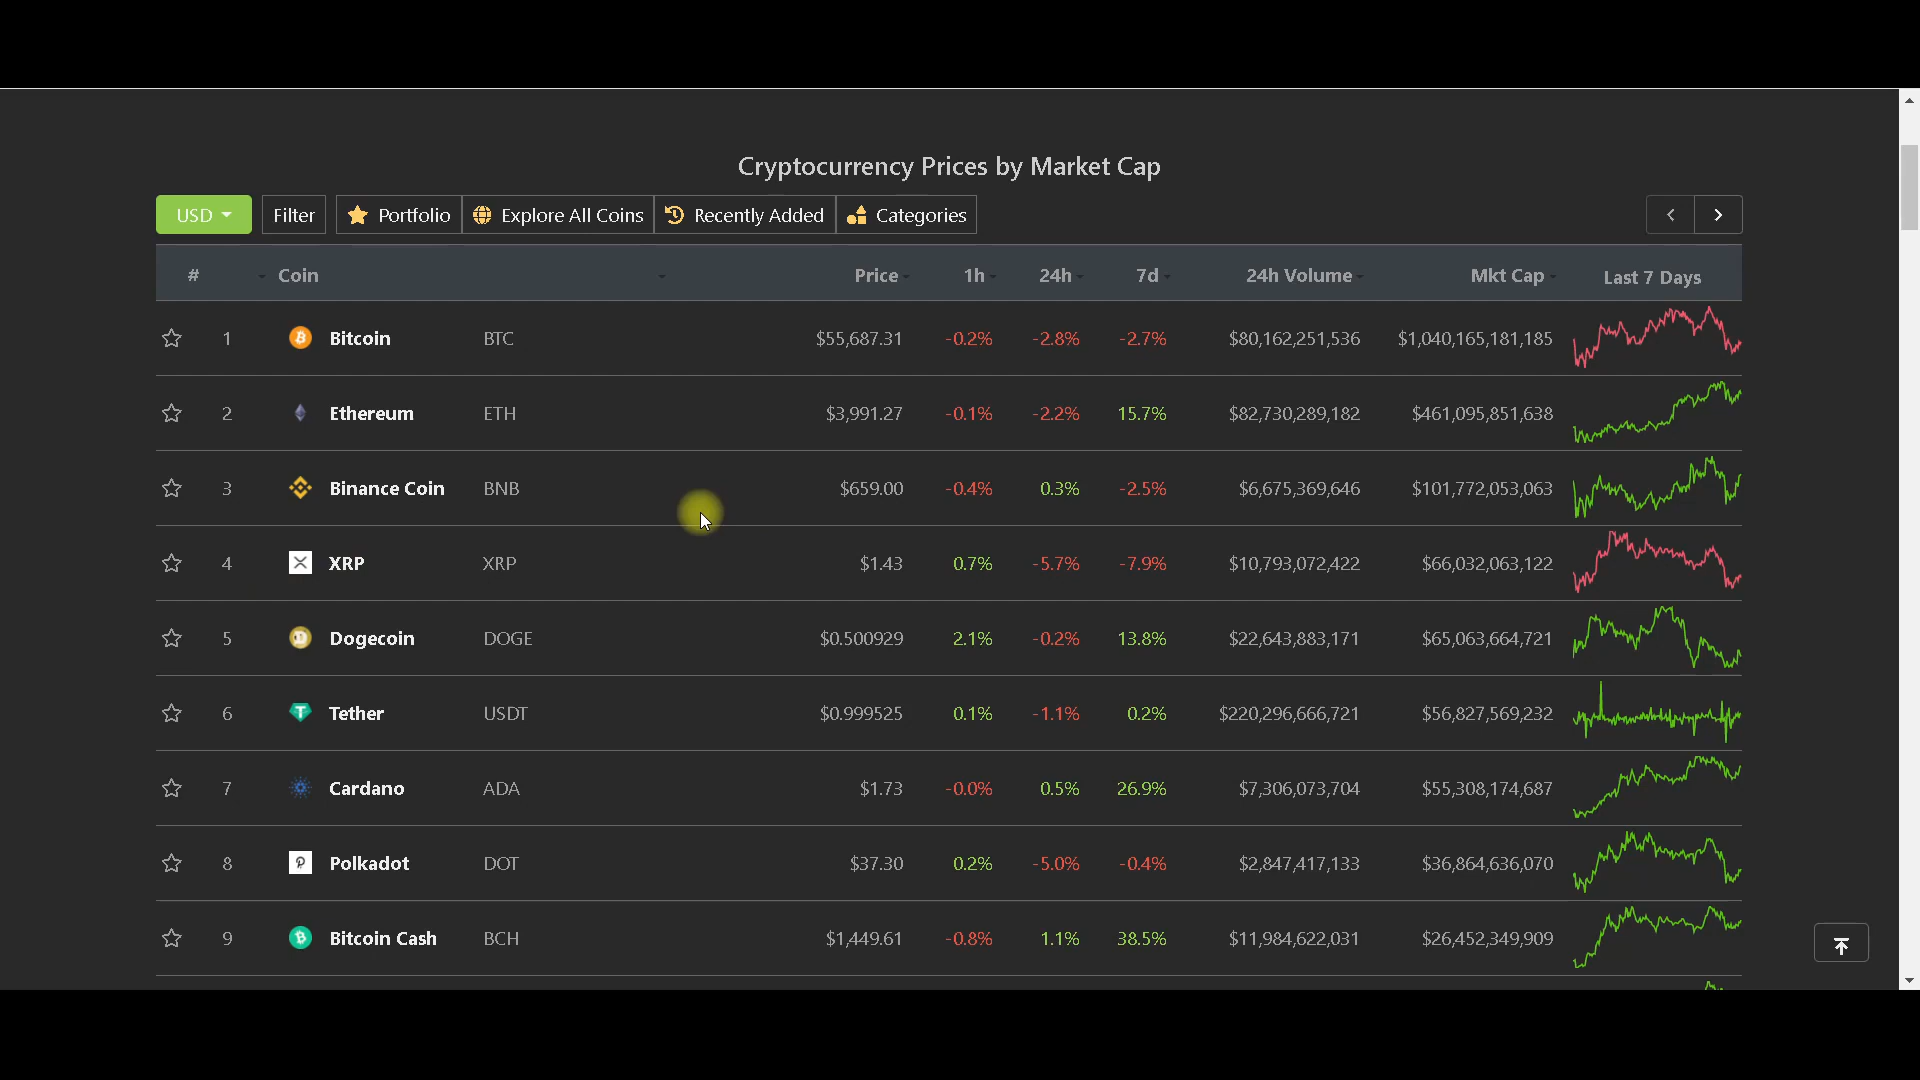 Cryptocurrency Prices by Market Cap
USD Filter Portfolio Explore All Coins Recently Added Categories
# Coin Price 1h 24h 7d 24h Volume Mkt Cap Last 7 Days
1 Bitcoin BTC $55,687.31 -0.2% -2.8% -2.7% $80,162,251,536 $1,040,165,181,185
2 Ethereum ETH $3,991.27 -0.1% -2.2% 15.7% $82,730,289,182 $461,095,851,638
3 Binance Coin BNB $659.00 -0.4% 0.3% -2.5% $6,675,369,646 $101,772,053,063
4 XRP XRP $1.43 0.7% -5.7% -7.9% $10,793,072,422 $66,032,063,122
5 Dogecoin DOGE $0.500929 2.1% -0.2% 13.8% $22,643,883,171 $65,063,664,721
6 Tether USDT $0.999525 0.1% -1.1% 0.2% $220,296,666,721 $56,827,569,232
7 Cardano ADA $1.73 -0.0% 0.5% 26.9% $7,306,073,704 $55,308,174,687
8 Polkadot DOT $37.30 0.2% -5.0% -0.4% $2,847,417,133 $36,864,636,070
9 Bitcoin Cash BCH $1,449.61 -0.8% 1.1% 38.5% $11,984,622,031 $26,452,349,909